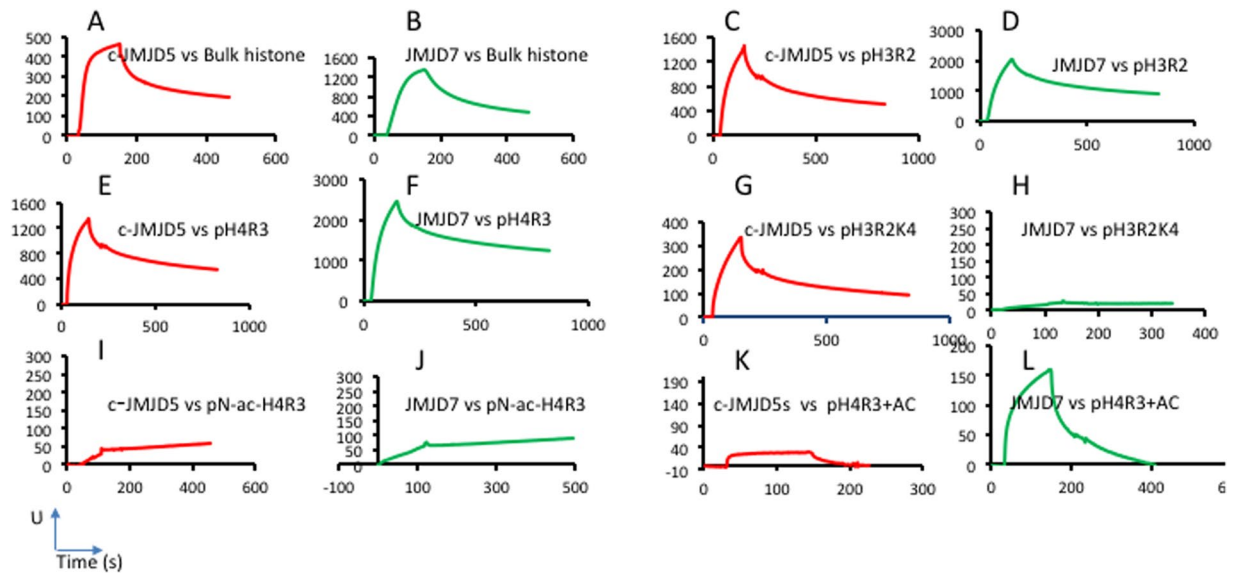 A
c-JMJD5 vs Bulk histone
500
400
300
200
100
0
0 200 400 600
B
JMJD7 vs Bulk histone
1600
1200
800
400
0
0 200 400 600
C
c-JMJD5 vs pH3R2
1600
1200
800
400
0
0 500 1000
D
JMJD7 vs pH3R2
3000
2000
1000
0
0 500 1000
E
c-JMJD5 vs pH4R3
1600
1200
800
400
0
0 500 1000
F
JMJD7 vs pH4R3
3000
2000
1000
0
0 500 1000
G
c-JMJD5 vs pH3R2K4
400
300
200
100
0
0 500 1000
H
JMJD7 vs pH3R2K4
300
250
200
150
100
50
0
0 100 200 300 400
I
c-JMJD5 vs pN-ac-H4R3
300
250
200
150
100
50
0
0 200 400 600
J
JMJD7 vs pN-ac-H4R3
300
250
200
150
100
50
0
-100 0 100 200 300 400 500
K
c-JMJD5s vs pH4R3+AC
190
140
90
40
-10
0 100 200 300
L
JMJD7 vs pH4R3+AC
200
150
100
50
0
0 200 400 6
U
Time (s)